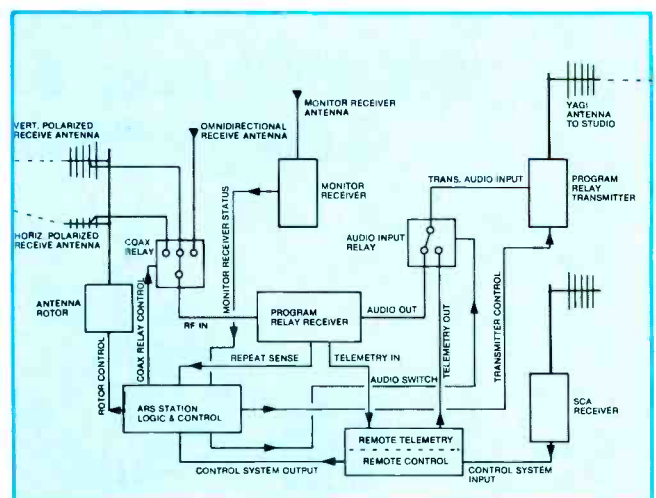 MONITOR RECEIVER
ANTENNA
YAGI
ANTENNA
TO STUDIO
VERT. POLARIZED
RECEIVE ANTENNA
OMNIDIRECTIONAL
RECEIVE ANTENNA
MONITOR
RECEIVER
TRANS. AUDIO INPUT
PROGRAM
RELAY
TRANSMITTER
HORIZ. POLARIZED
RECEIVE ANTENNA
COAX
RELAY
MONITOR RECEIVER STATUS
AUDIO INPUT
RELAY
ANTENNA
ROTOR
COAX RELAY CONTROL
RF IN
PROGRAM
RELAY RECEIVER
AUDIO OUT
TELEMETRY OUT
TRANSMITTER CONTROL
ROTOR CONTROL
REPEAT SENSE
TELEMETRY IN
AUDIO SWITCH
SCA
RECEIVER
ARS STATION
LOGIC & CONTROL
REMOTE TELEMETRY
REMOTE CONTROL
CONTROL SYSTEM OUTPUT
CONTROL SYSTEM
INPUT